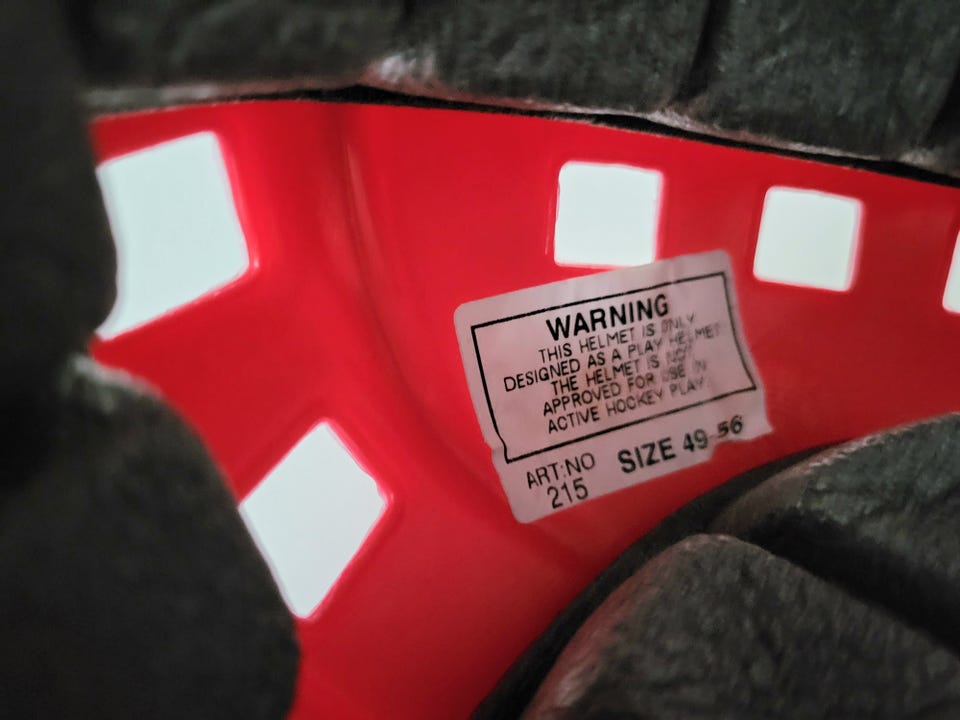 WARNING
THIS HELMET IS ONLY
DESIGNED AS A PLAY HELMET
THE HELMET IS NOT
APPROVED FOR USE IN
ACTIVE HOCKEY PLAY.
ART:NO SIZE 49-56
215